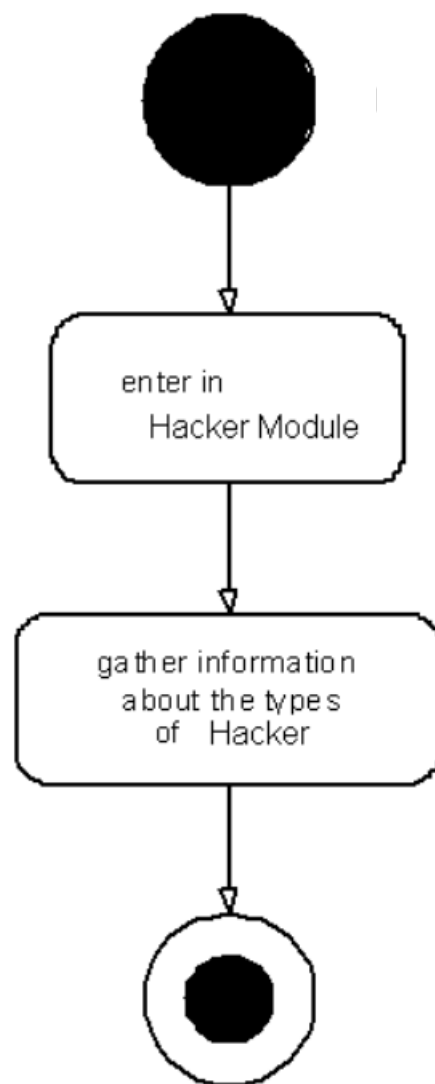 enter in
Hacker Module
gather information
about the types
of Hacker